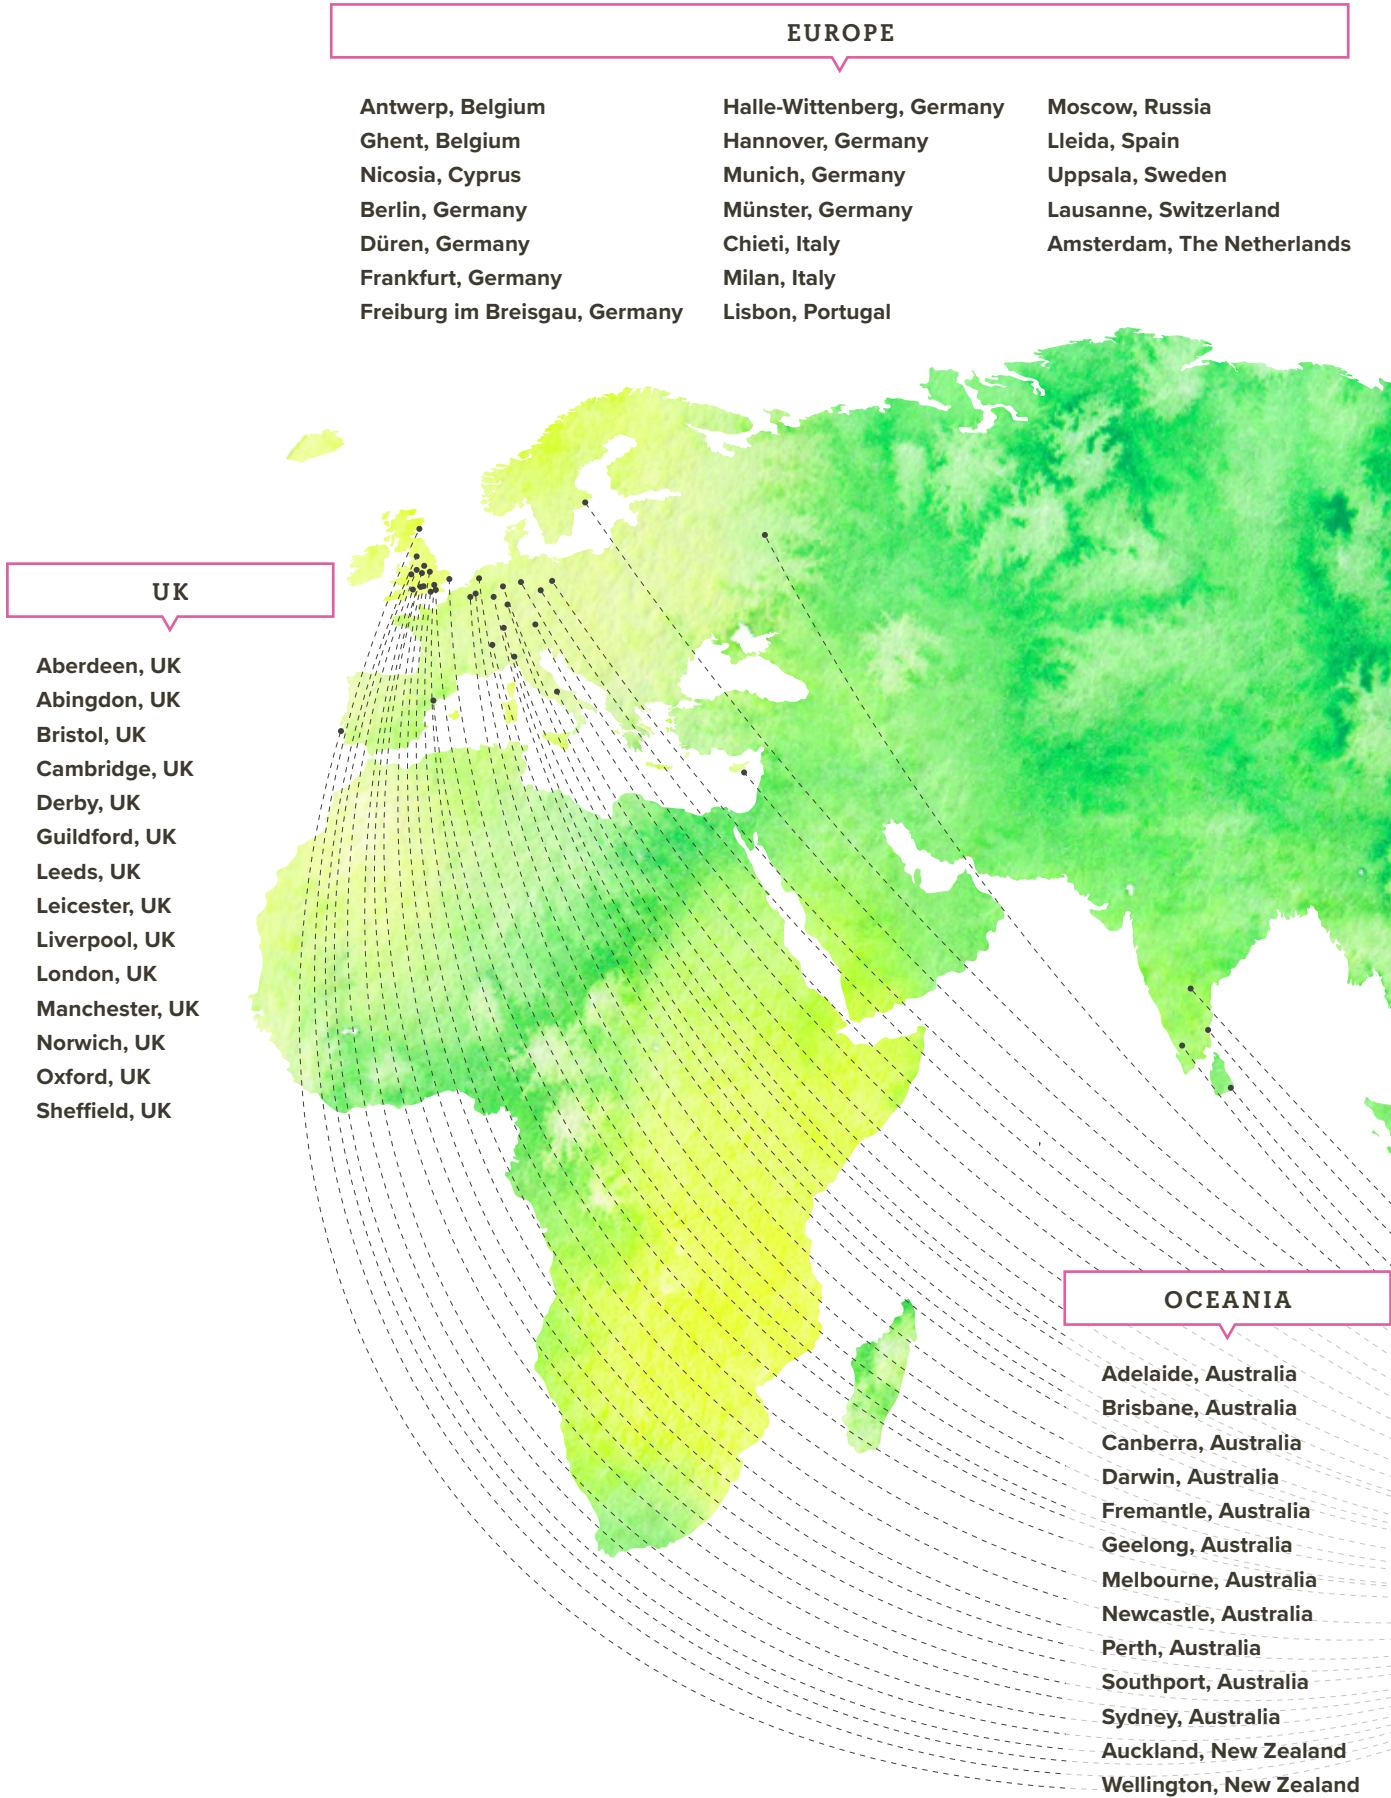 EUROPE
Antwerp, Belgium
Ghent, Belgium
Nicosia, Cyprus
Berlin, Germany
Düren, Germany
Frankfurt, Germany
Freiburg im Breisgau, Germany
Halle-Wittenberg, Germany
Hannover, Germany
Munich, Germany
Münster, Germany
Chieti, Italy
Milan, Italy
Lisbon, Portugal
Moscow, Russia
Lleida, Spain
Uppsala, Sweden
Lausanne, Switzerland
Amsterdam, The Netherlands
UK
Aberdeen, UK
Abingdon, UK
Bristol, UK
Cambridge, UK
Derby, UK
Guildford, UK
Leeds, UK
Leicester, UK
Liverpool, UK
London, UK
Manchester, UK
Norwich, UK
Oxford, UK
Sheffield, UK
OCEANIA
Adelaide, Australia
Brisbane, Australia
Canberra, Australia
Darwin, Australia
Fremantle, Australia
Geelong, Australia
Melbourne, Australia
Newcastle, Australia
Perth, Australia
Southport, Australia
Sydney, Australia
Auckland, New Zealand
Wellington, New Zealand